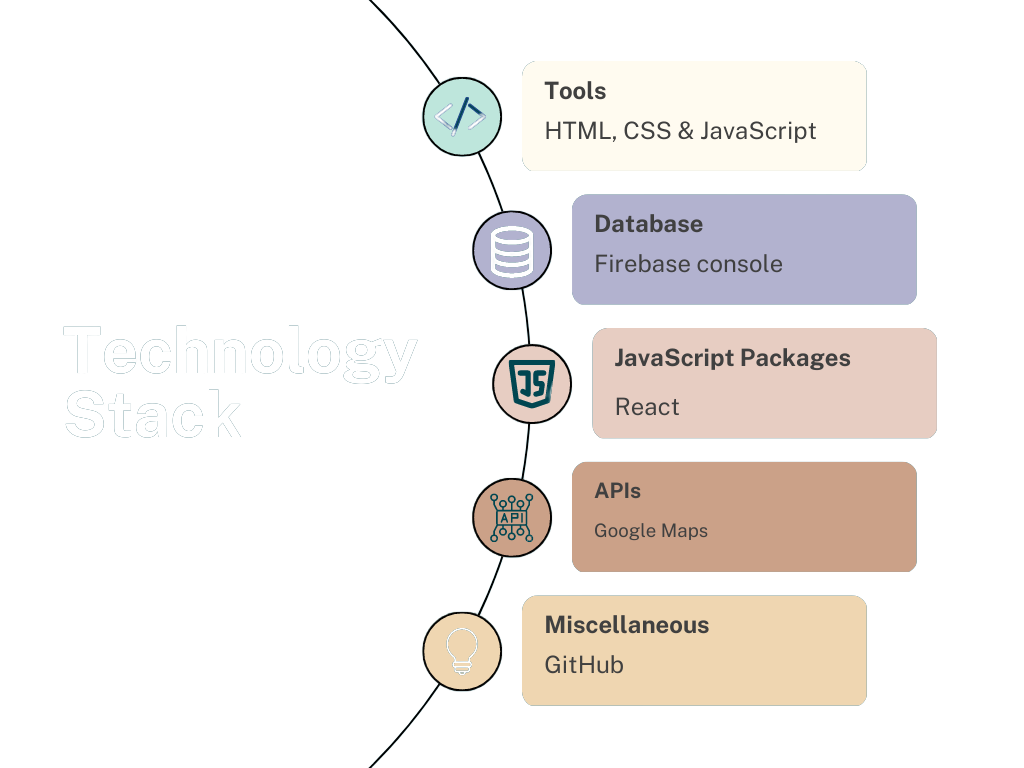 Technology
Stack
Tools
HTML, CSS & JavaScript
Database
Firebase console
JS
JavaScript Packages
React
API
APIs
Google Maps
Miscellaneous
GitHub